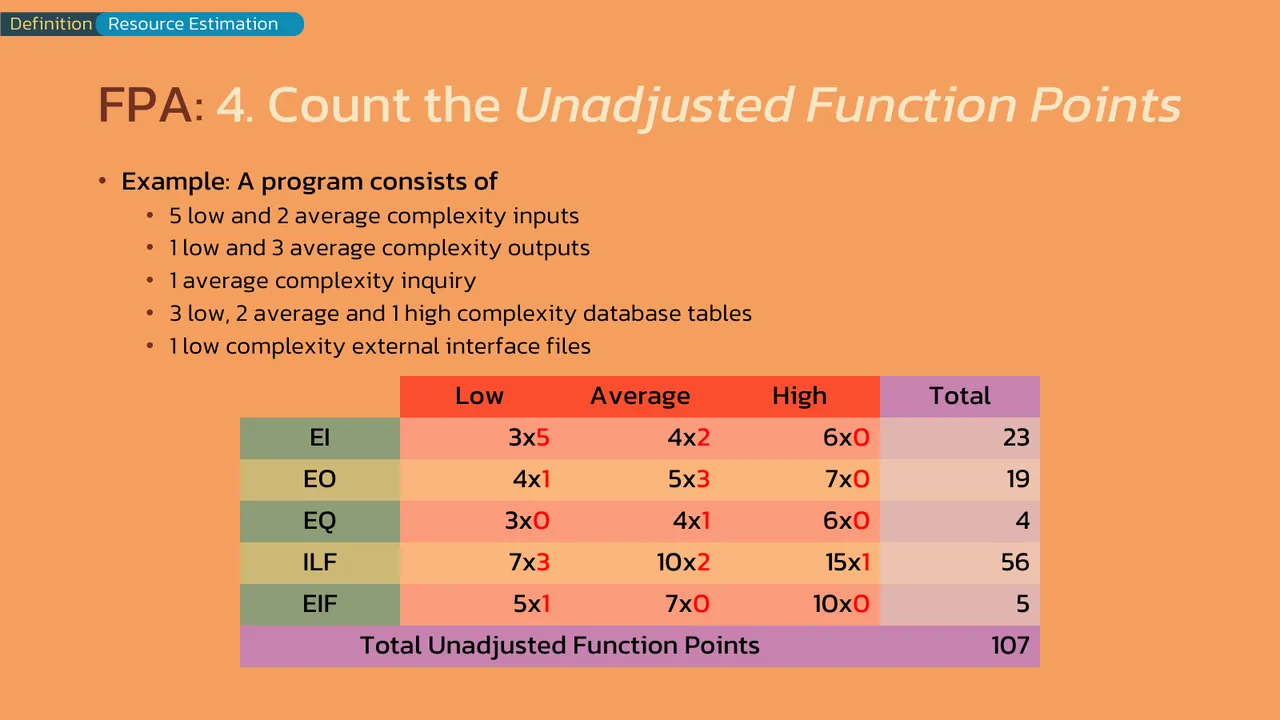 Definition Resource Estimation
FPA: 4. Count the Unadjusted Function Points
• Example: A program consists of
• 5 low and 2 average complexity inputs
• 1 low and 3 average complexity outputs
• 1 average complexity inquiry
• 3 low, 2 average and 1 high complexity database tables
• 1 low complexity external interface files
Low Average High Total
EI 3x5 4x2 6x0 23
EO 4x1 5x3 7x0 19
EQ 3x0 4x1 6x0 4
ILF 7x3 10x2 15x1 56
EIF 5x1 7x0 10x0 5
Total Unadjusted Function Points 107